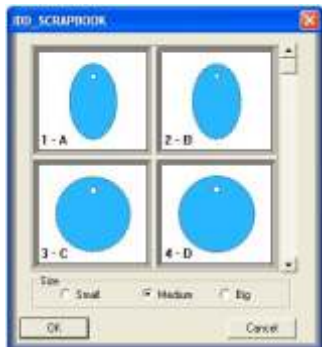 IDD_SCRAPBOOK
1 - A
2 - B
3 - C
4 - D
Size
Small
Medium
Big
OK
Cancel